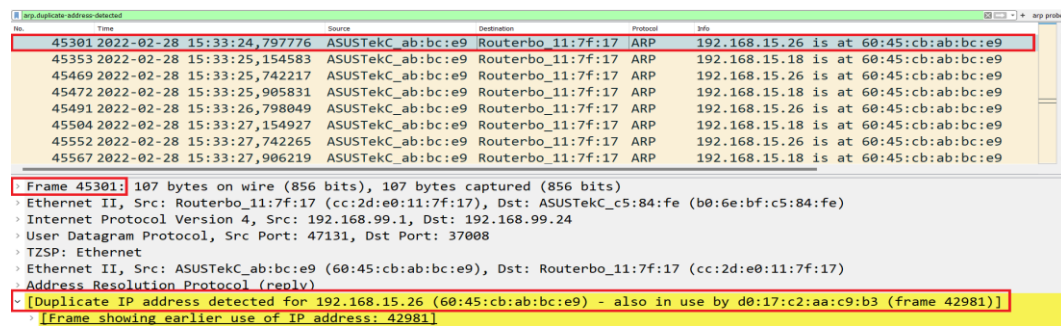 arp.duplicate-address-detected + arp probe
No. Time Source Destination Protocol Info
45301 2022-02-28 15:33:24,797776 ASUSTekC_ab:bc:e9 Routerbo_11:7f:17 ARP 192.168.15.26 is at 60:45:cb:ab:bc:e9
45353 2022-02-28 15:33:25,154583 ASUSTekC_ab:bc:e9 Routerbo_11:7f:17 ARP 192.168.15.18 is at 60:45:cb:ab:bc:e9
45469 2022-02-28 15:33:25,742217 ASUSTekC_ab:bc:e9 Routerbo_11:7f:17 ARP 192.168.15.26 is at 60:45:cb:ab:bc:e9
45472 2022-02-28 15:33:25,905831 ASUSTekC_ab:bc:e9 Routerbo_11:7f:17 ARP 192.168.15.18 is at 60:45:cb:ab:bc:e9
45491 2022-02-28 15:33:26,798049 ASUSTekC_ab:bc:e9 Routerbo_11:7f:17 ARP 192.168.15.26 is at 60:45:cb:ab:bc:e9
45504 2022-02-28 15:33:27,154927 ASUSTekC_ab:bc:e9 Routerbo_11:7f:17 ARP 192.168.15.18 is at 60:45:cb:ab:bc:e9
45552 2022-02-28 15:33:27,742265 ASUSTekC_ab:bc:e9 Routerbo_11:7f:17 ARP 192.168.15.26 is at 60:45:cb:ab:bc:e9
45567 2022-02-28 15:33:27,906219 ASUSTekC_ab:bc:e9 Routerbo_11:7f:17 ARP 192.168.15.18 is at 60:45:cb:ab:bc:e9
Frame 45301: 107 bytes on wire (856 bits), 107 bytes captured (856 bits)
Ethernet II, Src: Routerbo_11:7f:17 (cc:2d:e0:11:7f:17), Dst: ASUSTekC_c5:84:fe (b0:6e:bf:c5:84:fe)
Internet Protocol Version 4, Src: 192.168.99.1, Dst: 192.168.99.24
User Datagram Protocol, Src Port: 47131, Dst Port: 37008
TZSP: Ethernet
Ethernet II, Src: ASUSTekC_ab:bc:e9 (60:45:cb:ab:bc:e9), Dst: Routerbo_11:7f:17 (cc:2d:e0:11:7f:17)
Address Resolution Protocol (reply)
[Duplicate IP address detected for 192.168.15.26 (60:45:cb:ab:bc:e9) - also in use by d0:17:c2:aa:c9:b3 (frame 42981)]
[Frame showing earlier use of IP address: 42981]